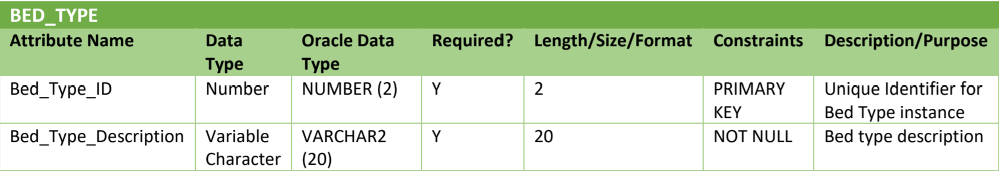 BED_TYPE
Attribute Name Data Type Oracle Data Type Required? Length/Size/Format Constraints Description/Purpose
Bed_Type_ID Number NUMBER (2) Y 2 PRIMARY KEY Unique Identifier for Bed Type instance
Bed_Type_Description Variable Character VARCHAR2 (20) Y 20 NOT NULL Bed type description